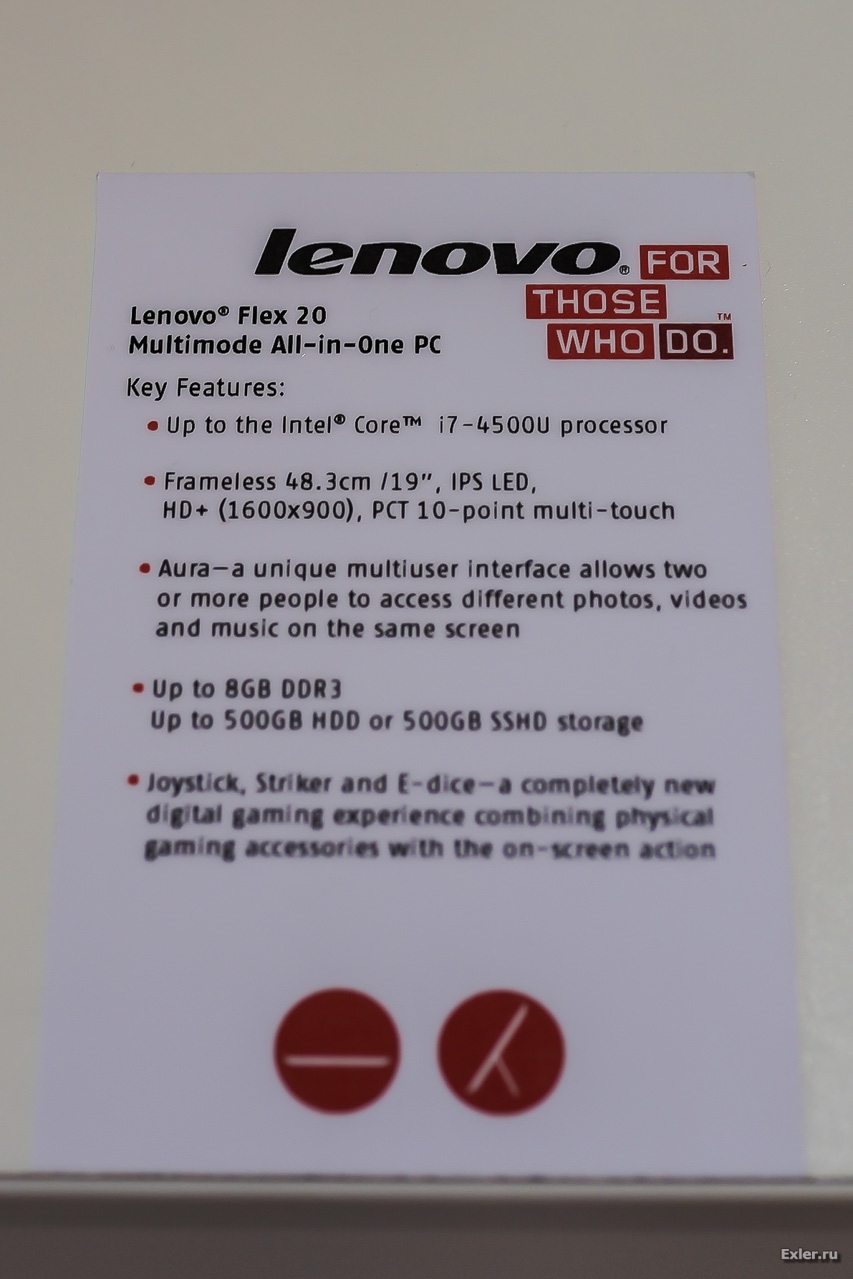 lenovo® FOR
THOSE
WHO DO.™
Lenovo® Flex 20
Multimode All-in-One PC
Key Features:
• Up to the Intel® Core™ i7-4500U processor
• Frameless 48.3cm /19", IPS LED,
HD+ (1600x900), PCT 10-point multi-touch
• Aura—a unique multiuser interface allows two
or more people to access different photos, videos
and music on the same screen
• Up to 8GB DDR3
Up to 500GB HDD or 500GB SSHD storage
• Joystick, Striker and E-dice—a completely new
digital gaming experience combining physical
gaming accessories with the on-screen action
Exler.ru